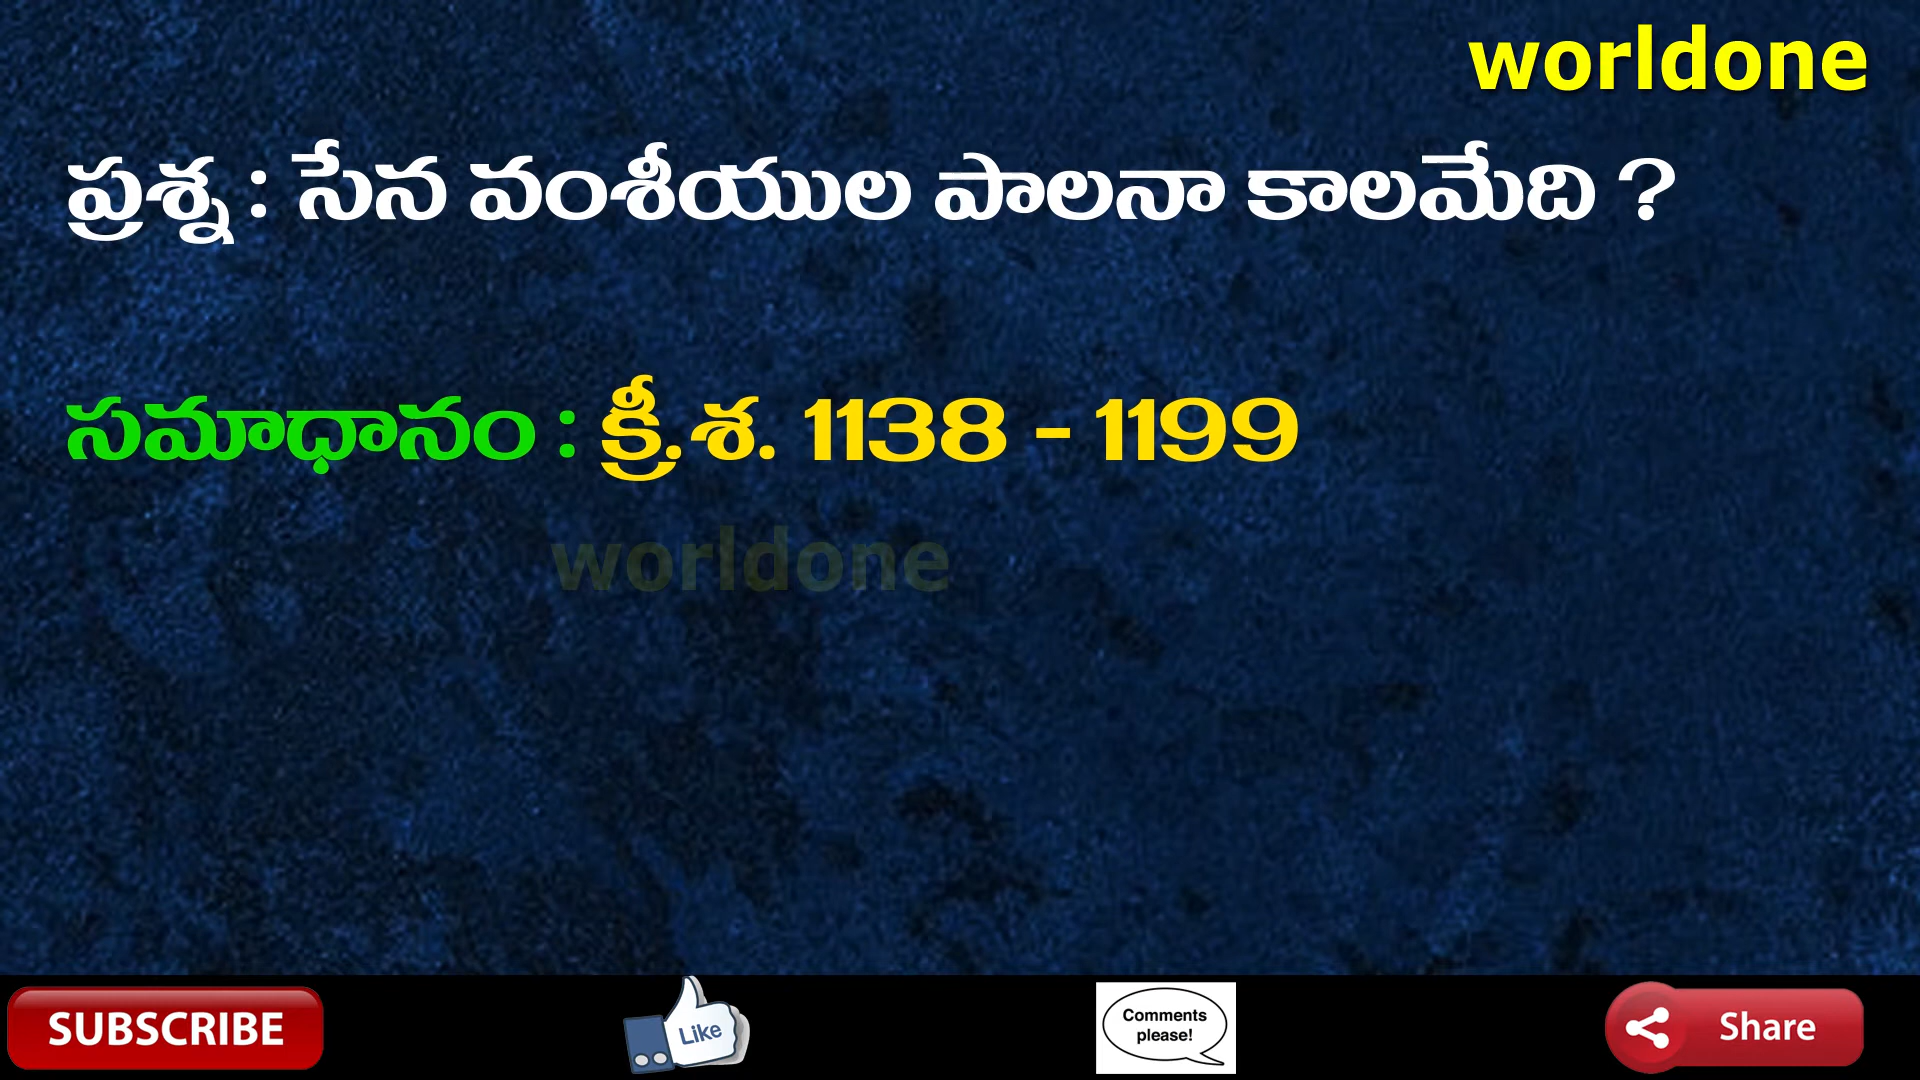 worldone
ప్రశ్న : సేన వంశీయుల పాలనా కాలమేది ?
సమాధానం : క్రీ.శ. 1138 - 1199
worldone
SUBSCRIBE
Like
Comments
please!
Share